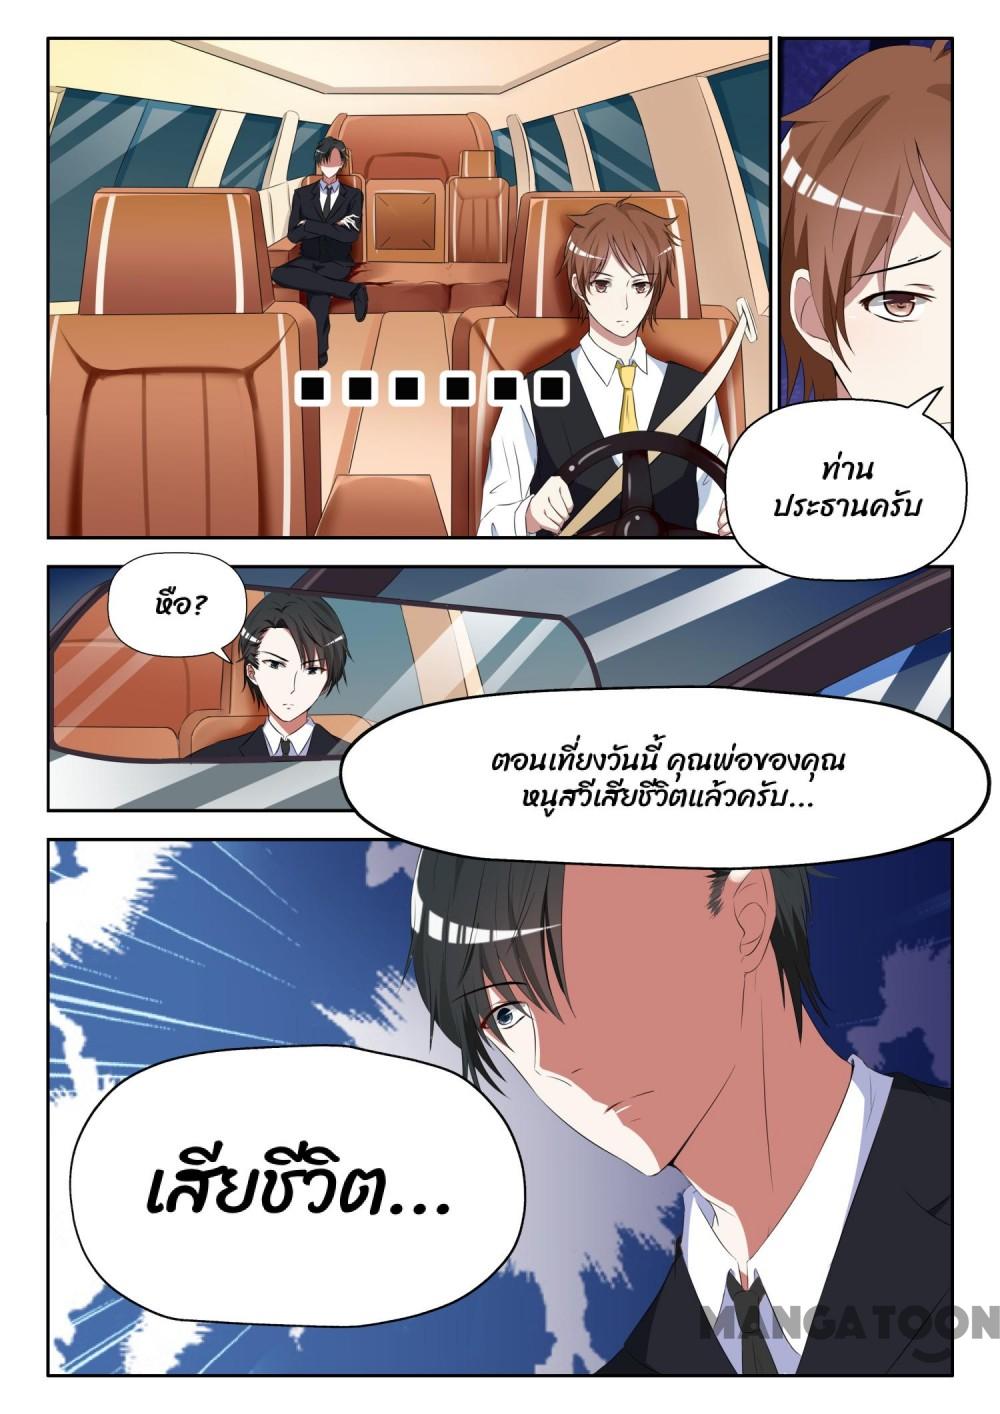 ท่าน
ประธานครับ
หือ?
ตอนเที่ยงวันนี้ คุณพ่อของคุณ
หนูสวีเสียชีวิตแล้วครับ...
เสียชีวิต...
MANGATOON